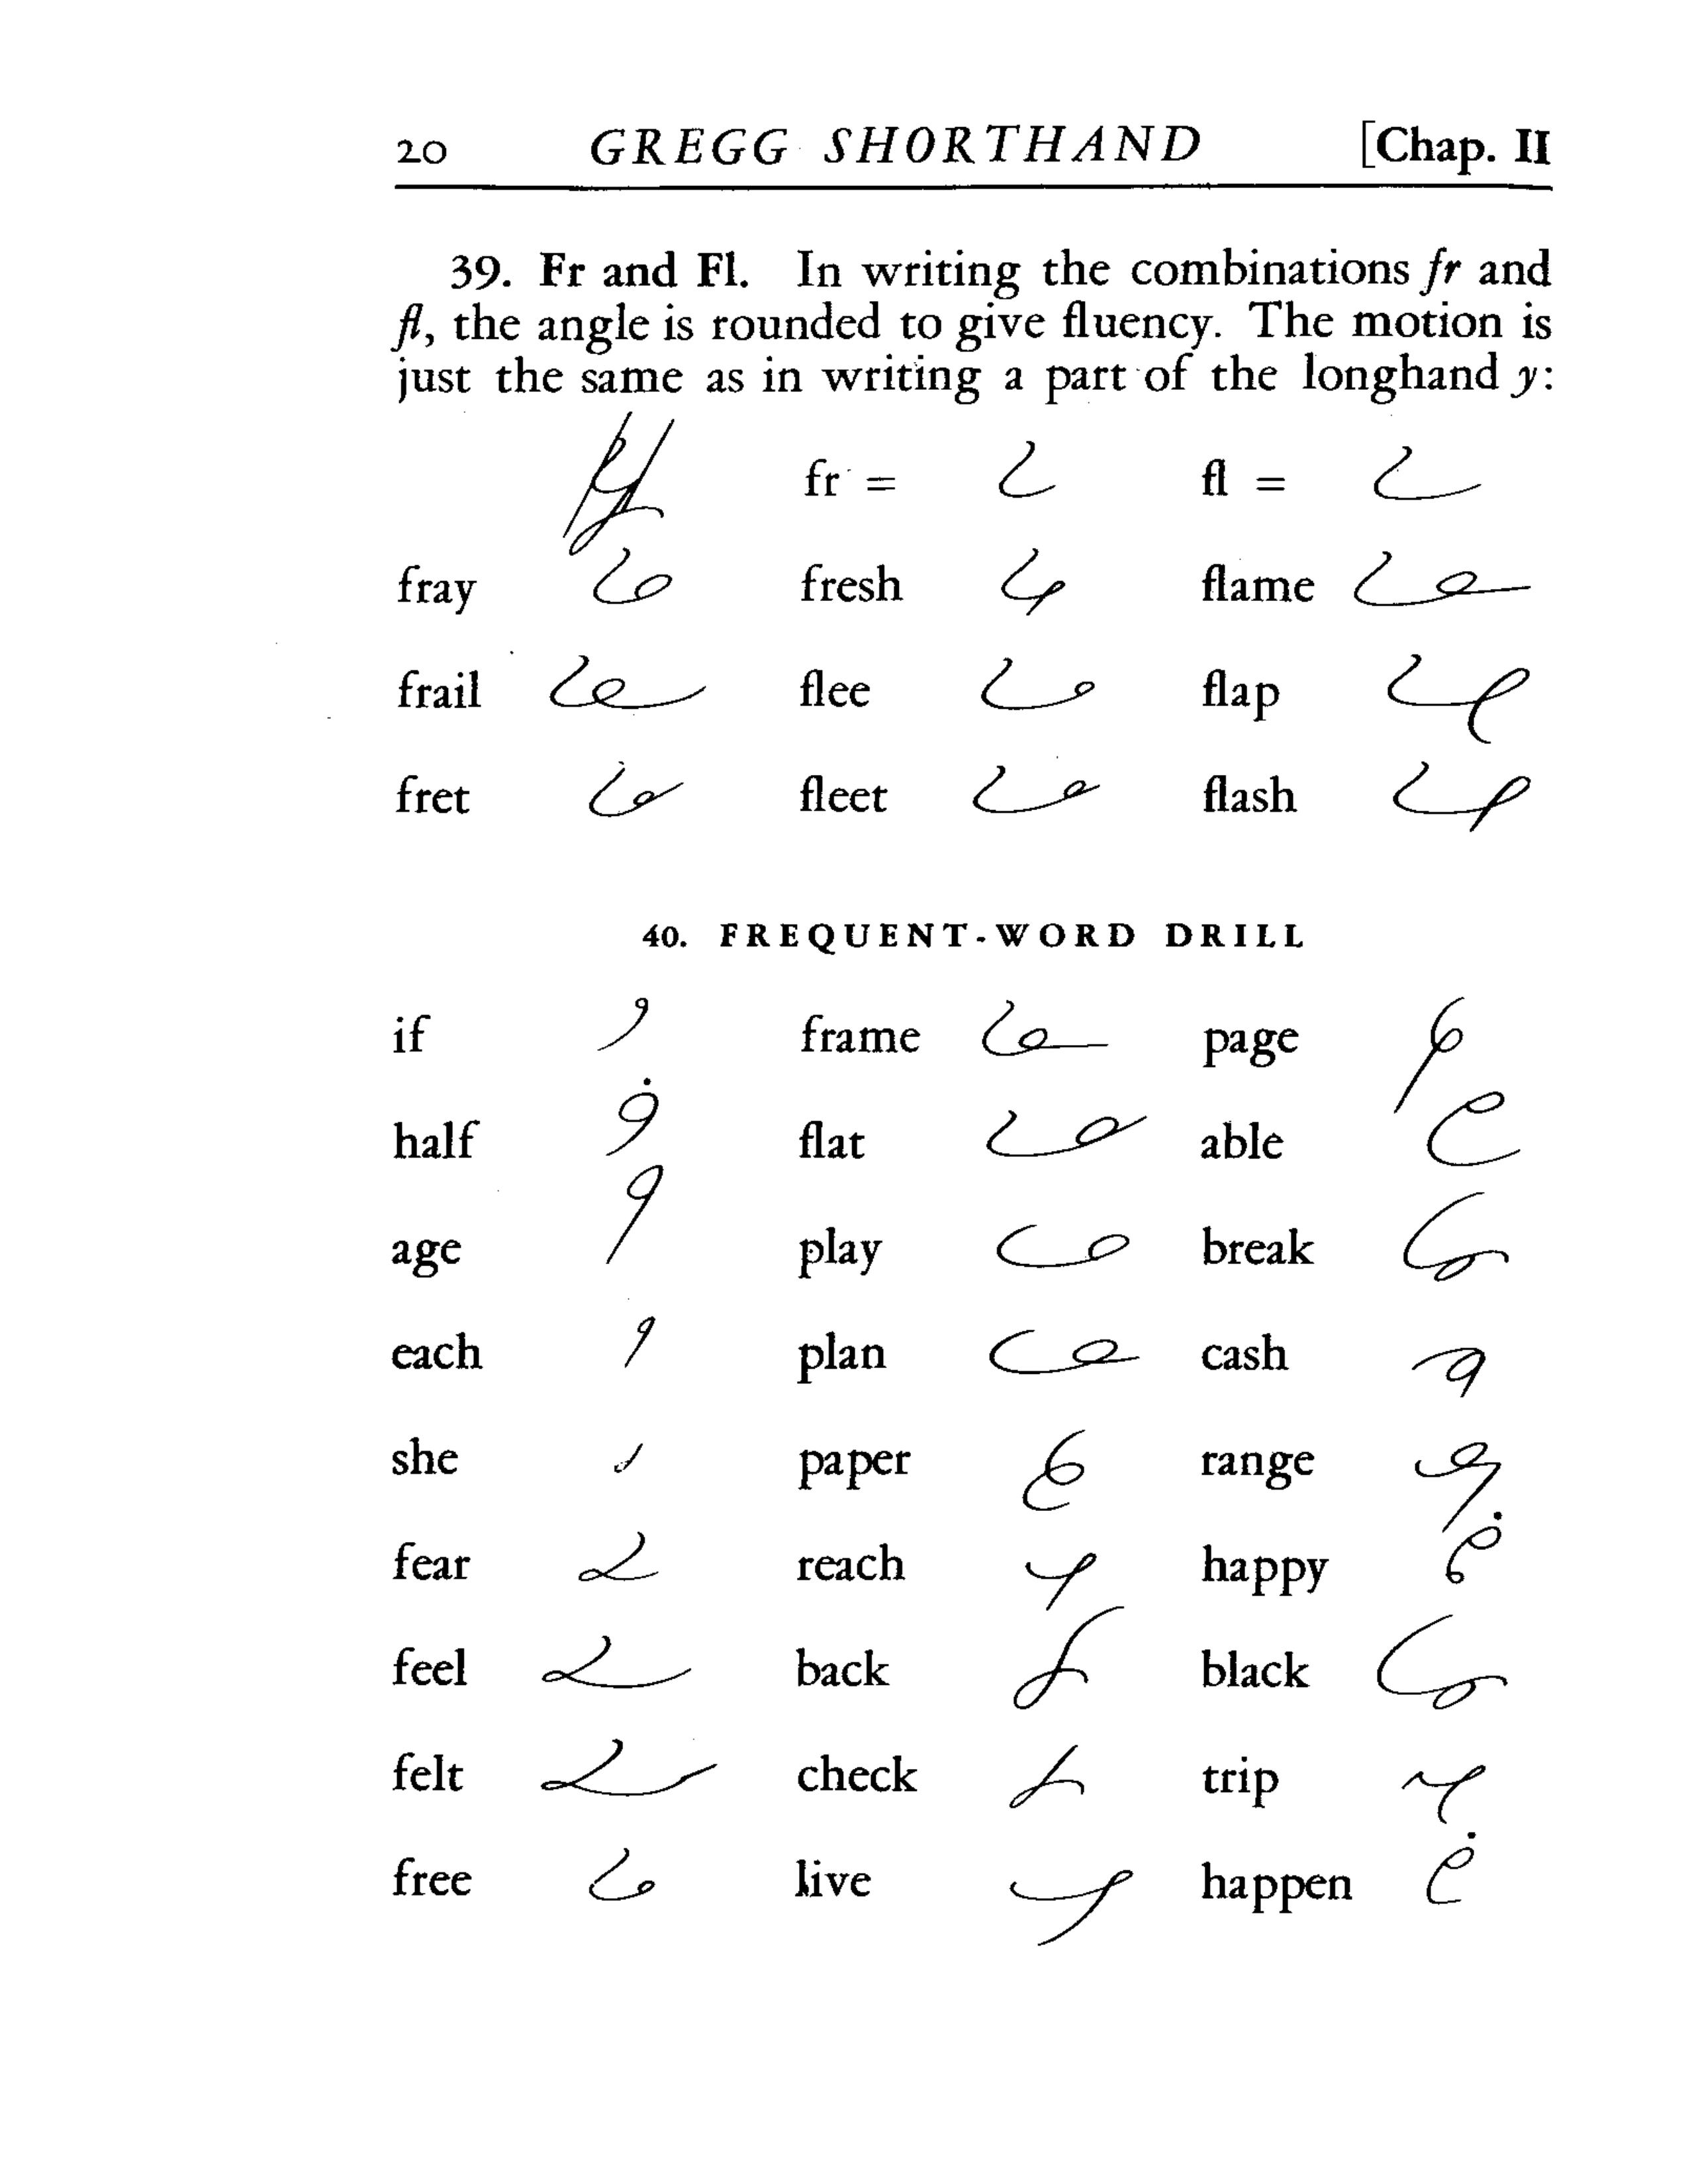 20 GREGG SHORTHAND [Chap. II
39. Fr and Fl. In writing the combinations fr and
fl, the angle is rounded to give fluency. The motion is
just the same as in writing a part of the longhand y:
fr = fl =
fray fresh flame
frail flee flap
fret fleet flash
40. FREQUENT-WORD DRILL
if frame page
half flat able
age play break
each plan cash
she paper range
fear reach happy
feel back black
felt check trip
free live happen